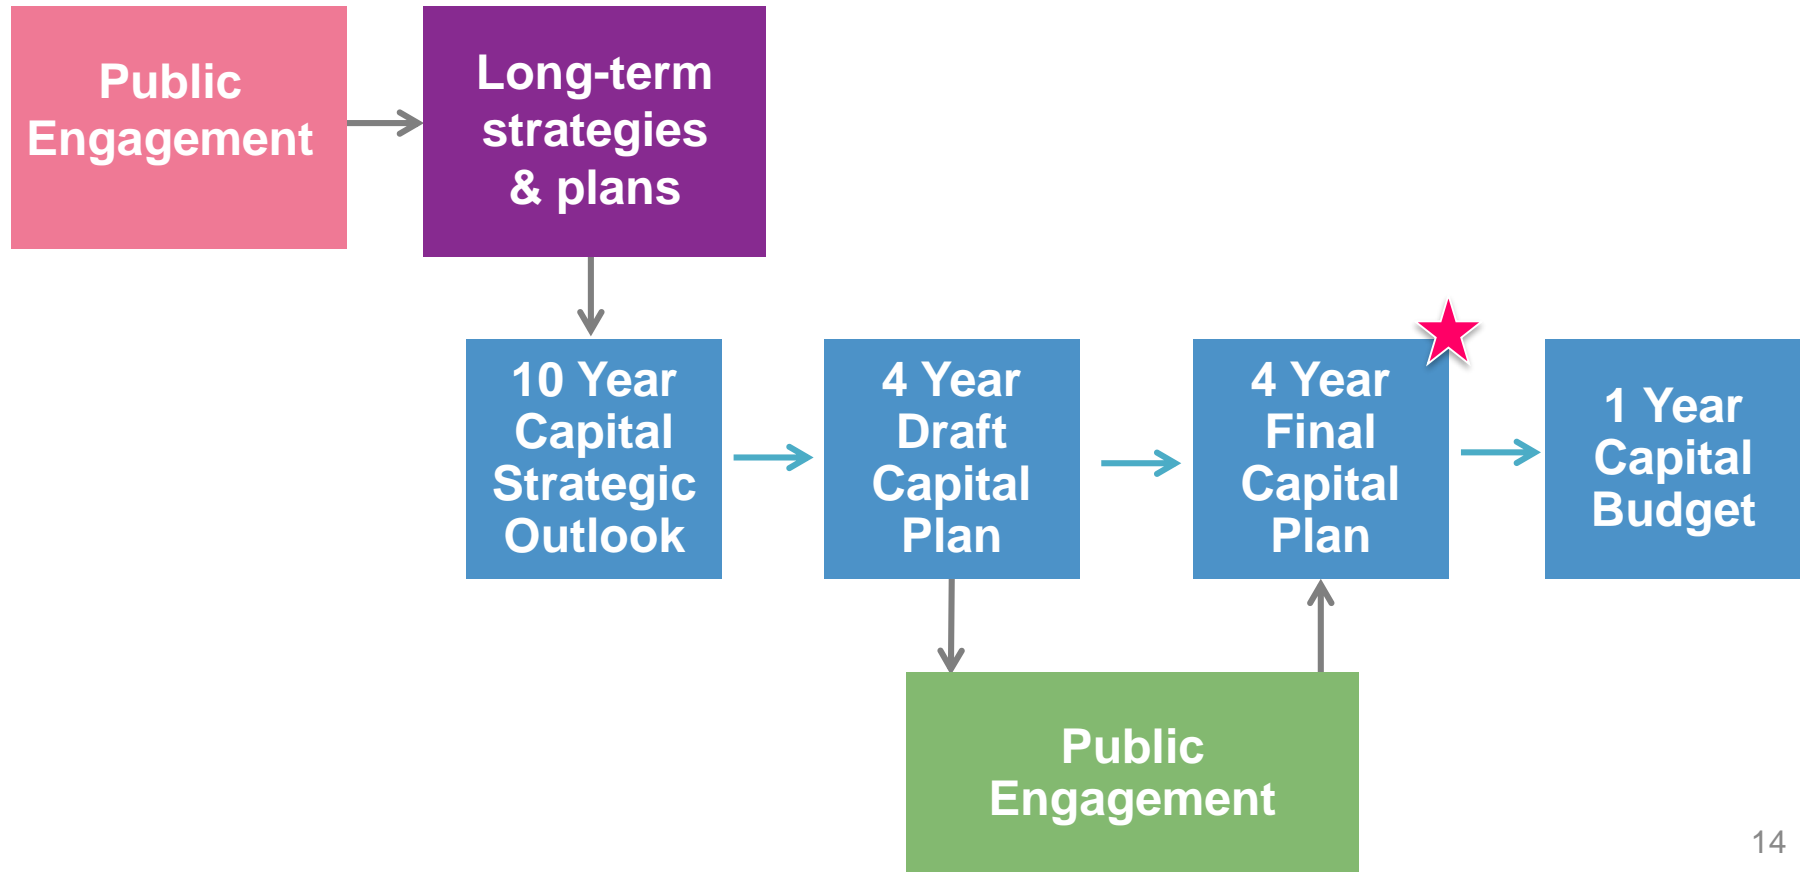 Public
Engagement
Long-term
strategies
& plans
10 Year
Capital
Strategic
Outlook
4 Year
Draft
Capital
Plan
4 Year
Final
Capital
Plan
1 Year
Capital
Budget
Public
Engagement
14